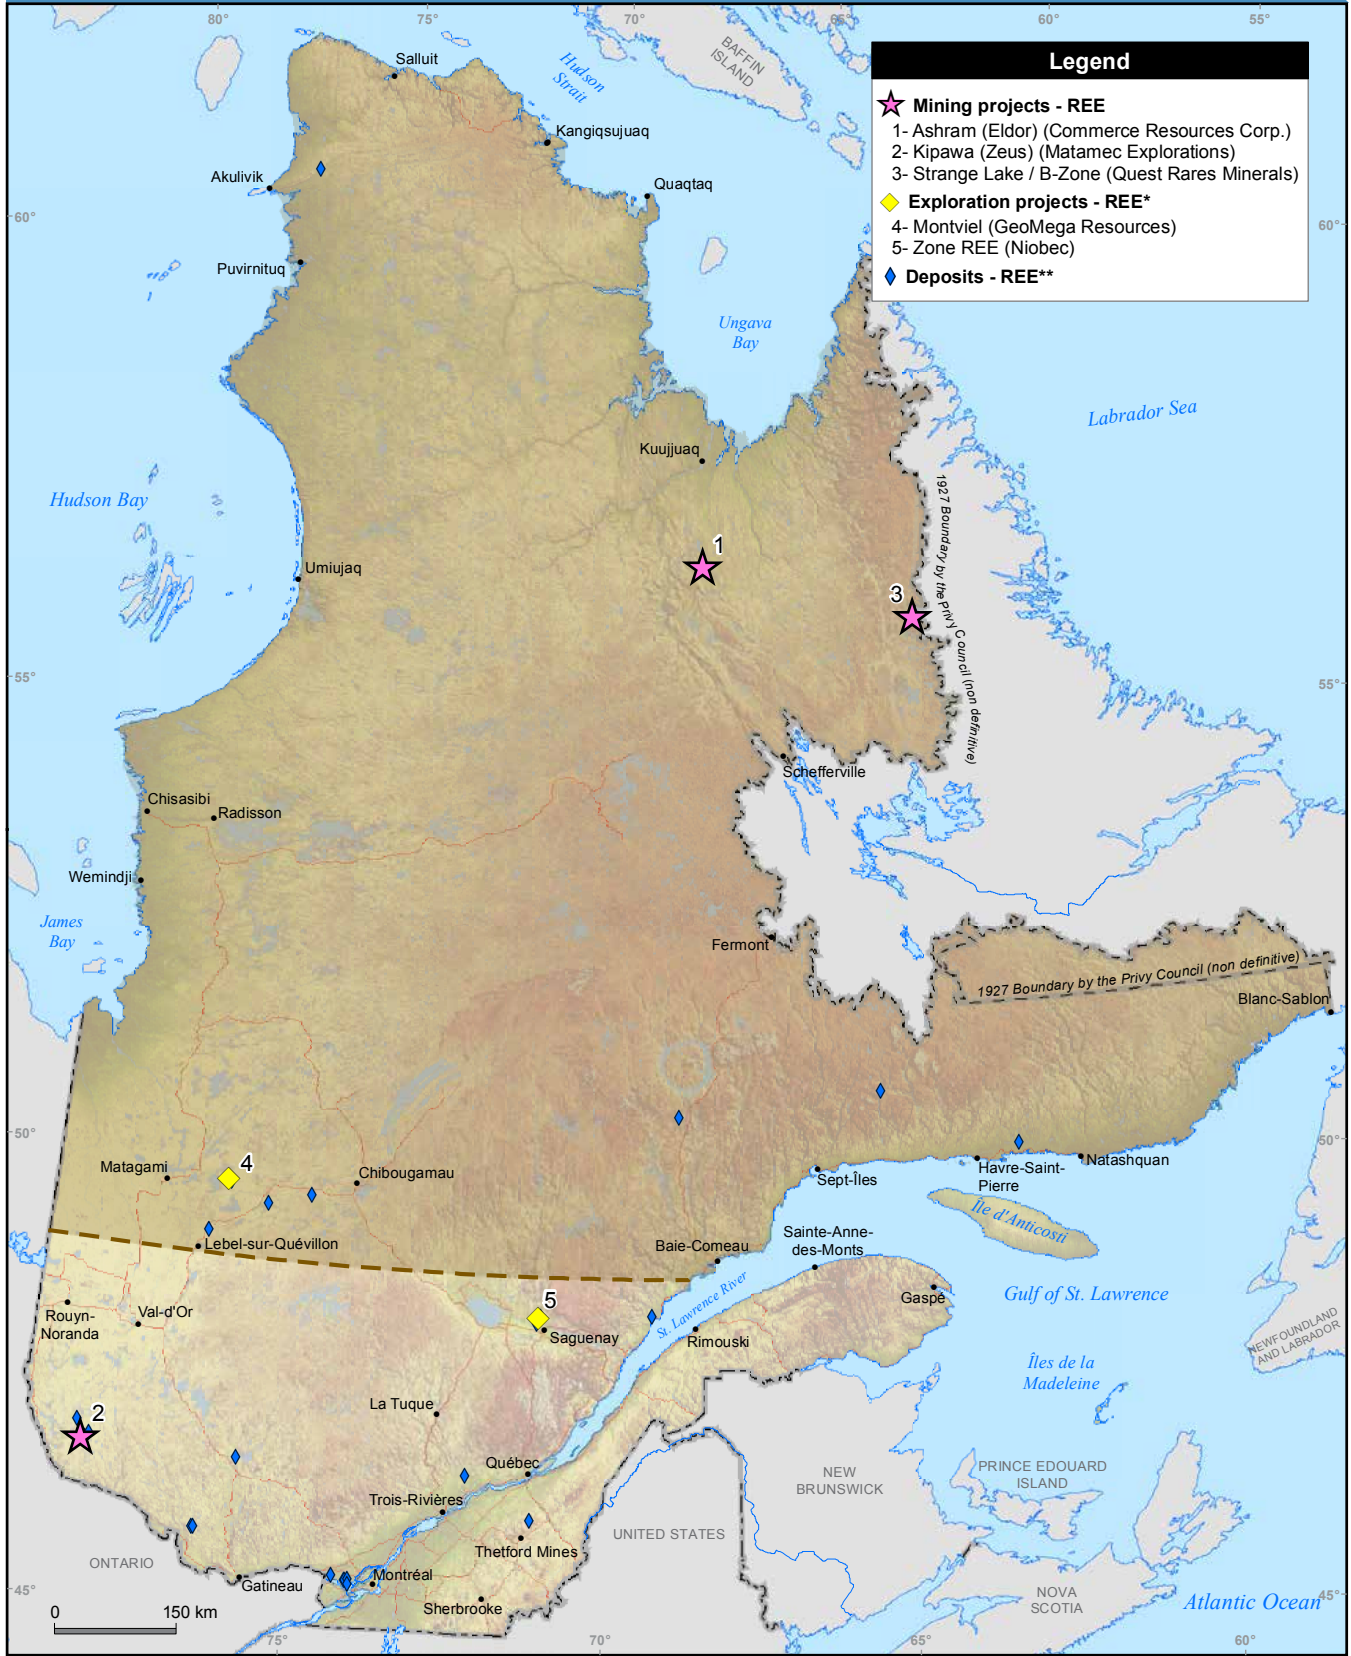 80°
75°
70°
65°
60°
55°
Legend
Mining projects - REE
1- Ashram (Eldor) (Commerce Resources Corp.)
2- Kipawa (Zeus) (Matamec Explorations)
3- Strange Lake / B-Zone (Quest Rares Minerals)
Exploration projects - REE*
4- Montviel (GeoMega Resources)
5- Zone REE (Niobec)
Deposits - REE**
BAFFIN
ISLAND
Hudson
Strait
Salluit
Kangiqsujuaq
Akulivik
Quaqtaq
60°
60°
Puvirnituq
Ungava
Bay
Labrador Sea
Kuujjuaq
Hudson Bay
1927 Boundary by the Privy Council (non definitive)
1
3
Umiujaq
55°
55°
Schefferville
Chisasibi
Radisson
Wemindji
James
Bay
Fermont
1927 Boundary by the Privy Council (non definitive)
Blanc-Sablon
50°
50°
Matagami
4
Chibougamau
Sept-Îles
Havre-Saint-
Pierre
Natashquan
Île d'Anticosti
Lebel-sur-Quévillon
Baie-Comeau
Sainte-Anne-
des-Monts
Gaspé
Gulf of St. Lawrence
Rouyn-
Noranda
Val-d'Or
5
Saguenay
St. Lawrence River
Rimouski
NEWFOUNDLAND
AND LABRADOR
Îles de la
Madeleine
2
La Tuque
Québec
Trois-Rivières
NEW
BRUNSWICK
PRINCE EDOUARD
ISLAND
UNITED STATES
Thetford Mines
ONTARIO
Gatineau
Montréal
Sherbrooke
NOVA
SCOTIA
Atlantic Ocean
45°
45°
0
150 km
75°
70°
65°
60°